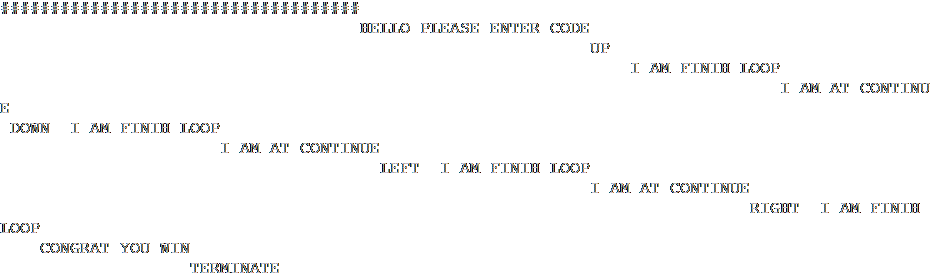 ####################################
HELLO PLEASE ENTER CODE
UP
I AM FINIH LOOP
I AM AT CONTINU
E
DOWN I AM FINIH LOOP
I AM AT CONTINUE
LEFT I AM FINIH LOOP
I AM AT CONTINUE
RIGHT I AM FINIH
LOOP
CONGRAT YOU WIN
TERMINATE